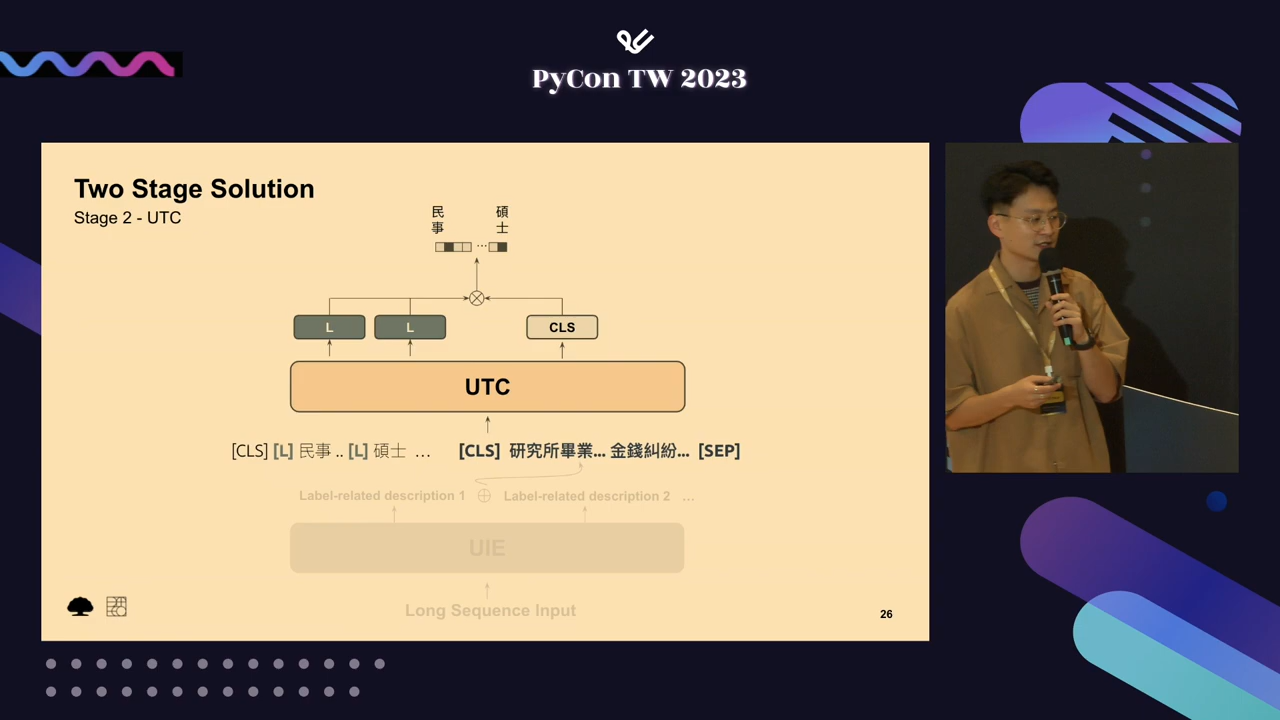 PyCon TW 2023
Two Stage Solution
Stage 2 - UTC
民事 ... 碩士
L L CLS
UTC
[CLS] [L] 民事 .. [L] 碩士 … [CLS] 研究所畢業... 金錢糾紛... [SEP]
Label-related description 1 ⊕ Label-related description 2 ...
UIE
Long Sequence Input
26